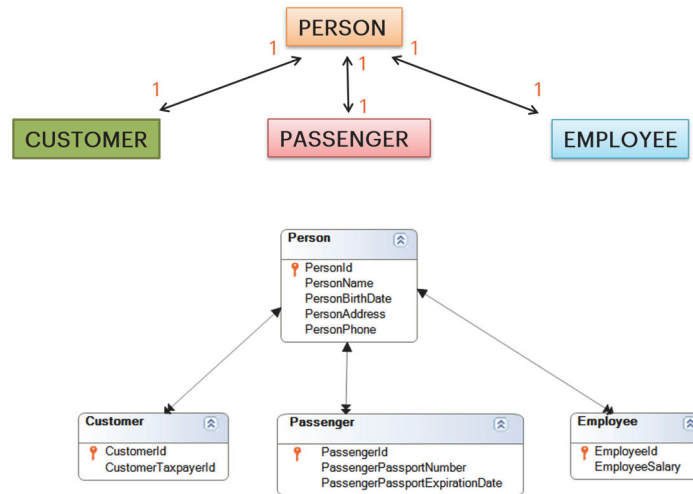 PERSON
1
1
1
1
1
1
CUSTOMER
PASSENGER
EMPLOYEE
Person
PersonId
PersonName
PersonBirthDate
PersonAddress
PersonPhone
Customer
CustomerId
CustomerTaxpayerId
Passenger
PassengerId
PassengerPassportNumber
PassengerPassportExpirationDate
Employee
EmployeeId
EmployeeSalary